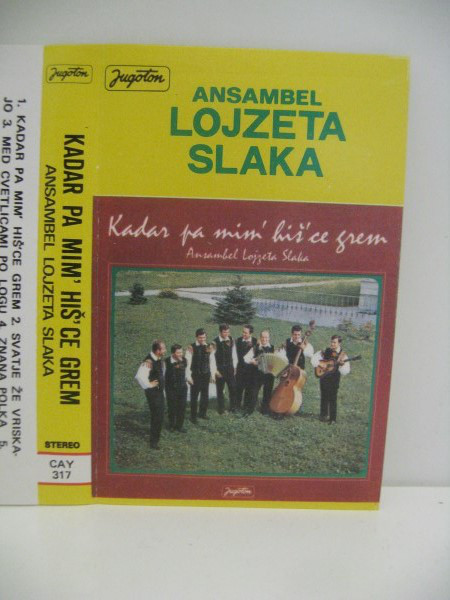 1. KADAR PA MIM' HIŠ'CE GREM 2. SVATJE ŽE VRISKA-
JO 3. MED CVETLICAMI PO LOGU 4. ZNANA POLKA 5.
Jugoton
KADAR PA MIM' HIŠ'CE GREM
ANSAMBEL LOJZETA SLAKA
STEREO
CAY
317
Jugoton
ANSAMBEL
LOJZETA
SLAKA
Kadar pa mim' hiš'ce grem
Ansambel Lojzeta Slaka
Jugoton